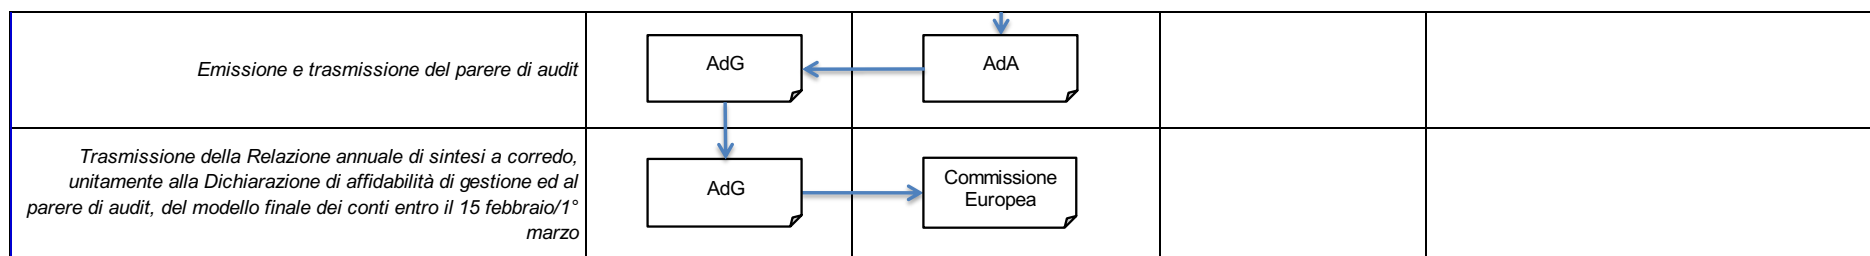 Emissione e trasmissione del parere di audit
AdG
AdA
Trasmissione della Relazione annuale di sintesi a corredo,
unitamente alla Dichiarazione di affidabilità di gestione ed al
parere di audit, del modello finale dei conti entro il 15 febbraio/1°
marzo
AdG
Commissione
Europea